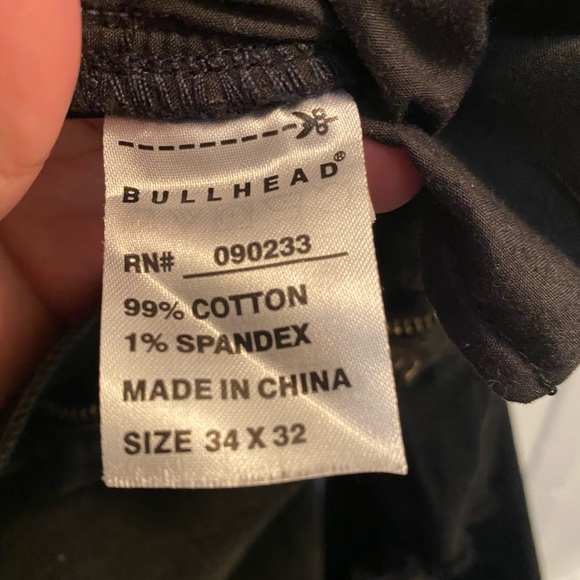 BULLHEAD®
RN# 090233
99% COTTON
1% SPANDEX
MADE IN CHINA
SIZE 34 X 32